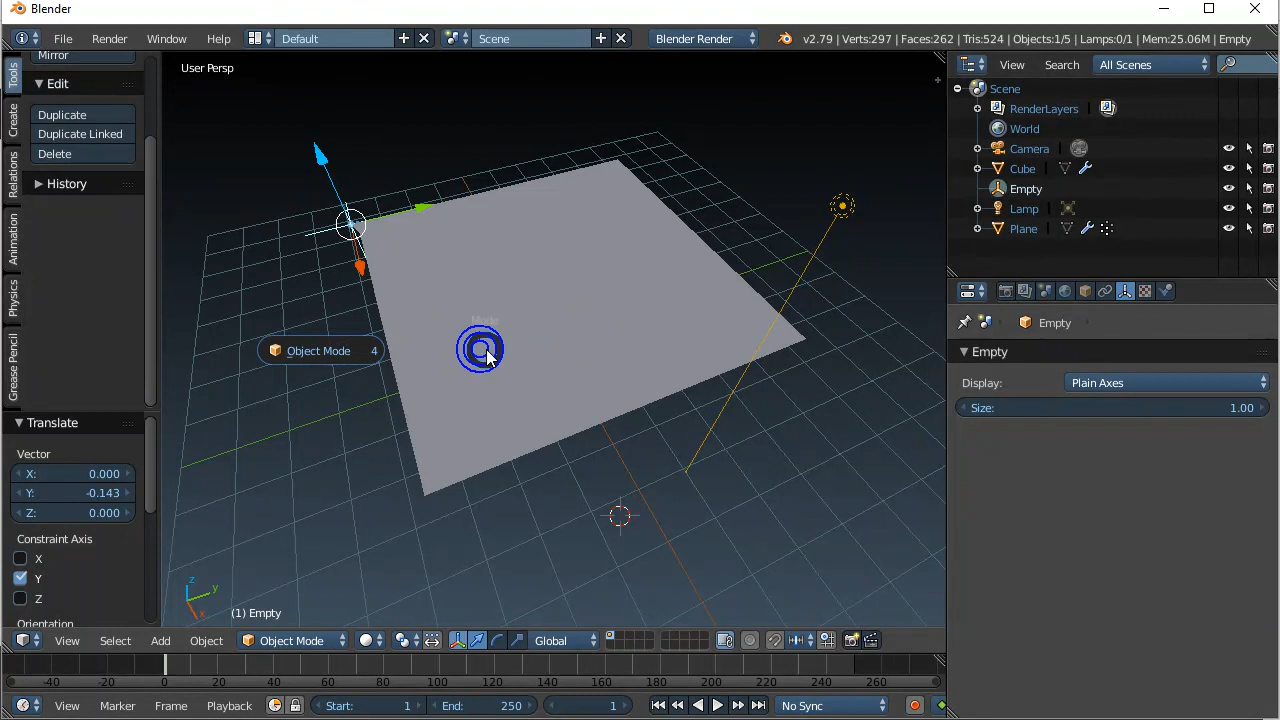 Blender
File Render Window Help Default Scene Blender Render v2.79 | Verts:297 | Faces:262 | Tris:524 | Objects:1/5 | Lamps:0/1 | Mem:25.06M | Empty
Mirror
Edit
Duplicate
Duplicate Linked
Delete
History
Tools
Create
Relations
Animation
Physics
Grease Pencil
Translate
Vector
X: 0.000
Y: -0.143
Z: 0.000
Constraint Axis
X
Y
Z
Orientation
User Persp
Mode
Object Mode 4
z
y
x
(1) Empty
View Select Add Object Object Mode Global
View Search All Scenes
Scene
RenderLayers
World
Camera
Cube
Empty
Lamp
Plane
Empty
Empty
Display: Plain Axes
Size: 1.00
-40 -20 0 20 40 60 80 100 120 140 160 180 200 220 240 260
View Marker Frame Playback Start: 1 End: 250 1 No Sync